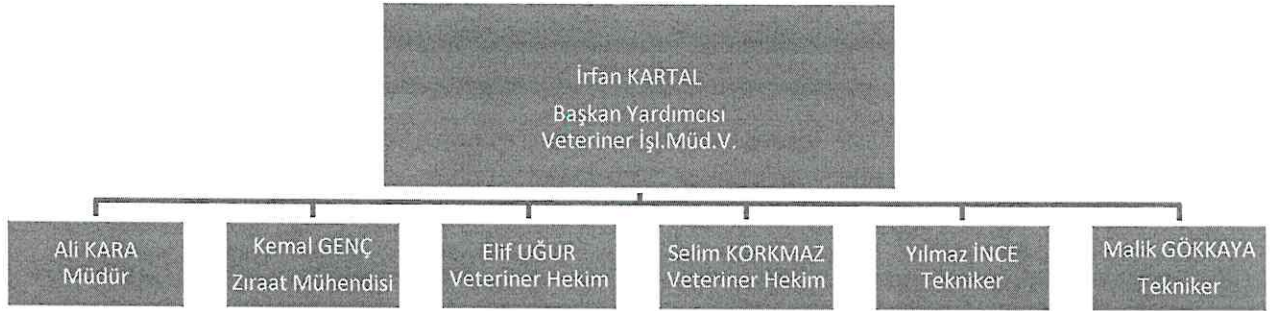 İrfan KARTAL
Başkan Yardımcısı
Veteriner İşl.Müd.V.
Ali KARA
Müdür
Kemal GENÇ
Zıraat Mühendisi
Elif UĞUR
Veteriner Hekim
Selim KORKMAZ
Veteriner Hekim
Yılmaz İNCE
Tekniker
Malik GÖKKAYA
Tekniker